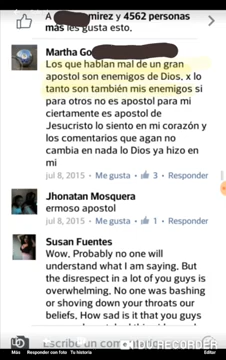 A
mirez y 4562 personas
más les gusta esto.
Martha Go
Los que hablan mal de un gran
apostol son enemigos de Dios, x lo
tanto son también mis enemigos si
para otros no es apostol para mi
ciertamente es apostol de
Jesucristo lo siento en mi corazón y
los comentarios que agan no
cambia en nada lo Dios ya hizo en
mi
jul 8, 2015 • Me gusta • 3 • Responder
Jhonatan Mosquera
ermoso apostol
jul 8, 2015 • Me gusta • 1 • Responder
Susan Fuentes
Wow, Probably no one will
understand what I am saying, But
the disrespect in a lot of you guys is
overwhelming. No one was bashing
or shoving down your throats our
beliefs, How sad is it that you guys
Escribe un
DU RECORDER
Más Responder con foto Tu historia Editar